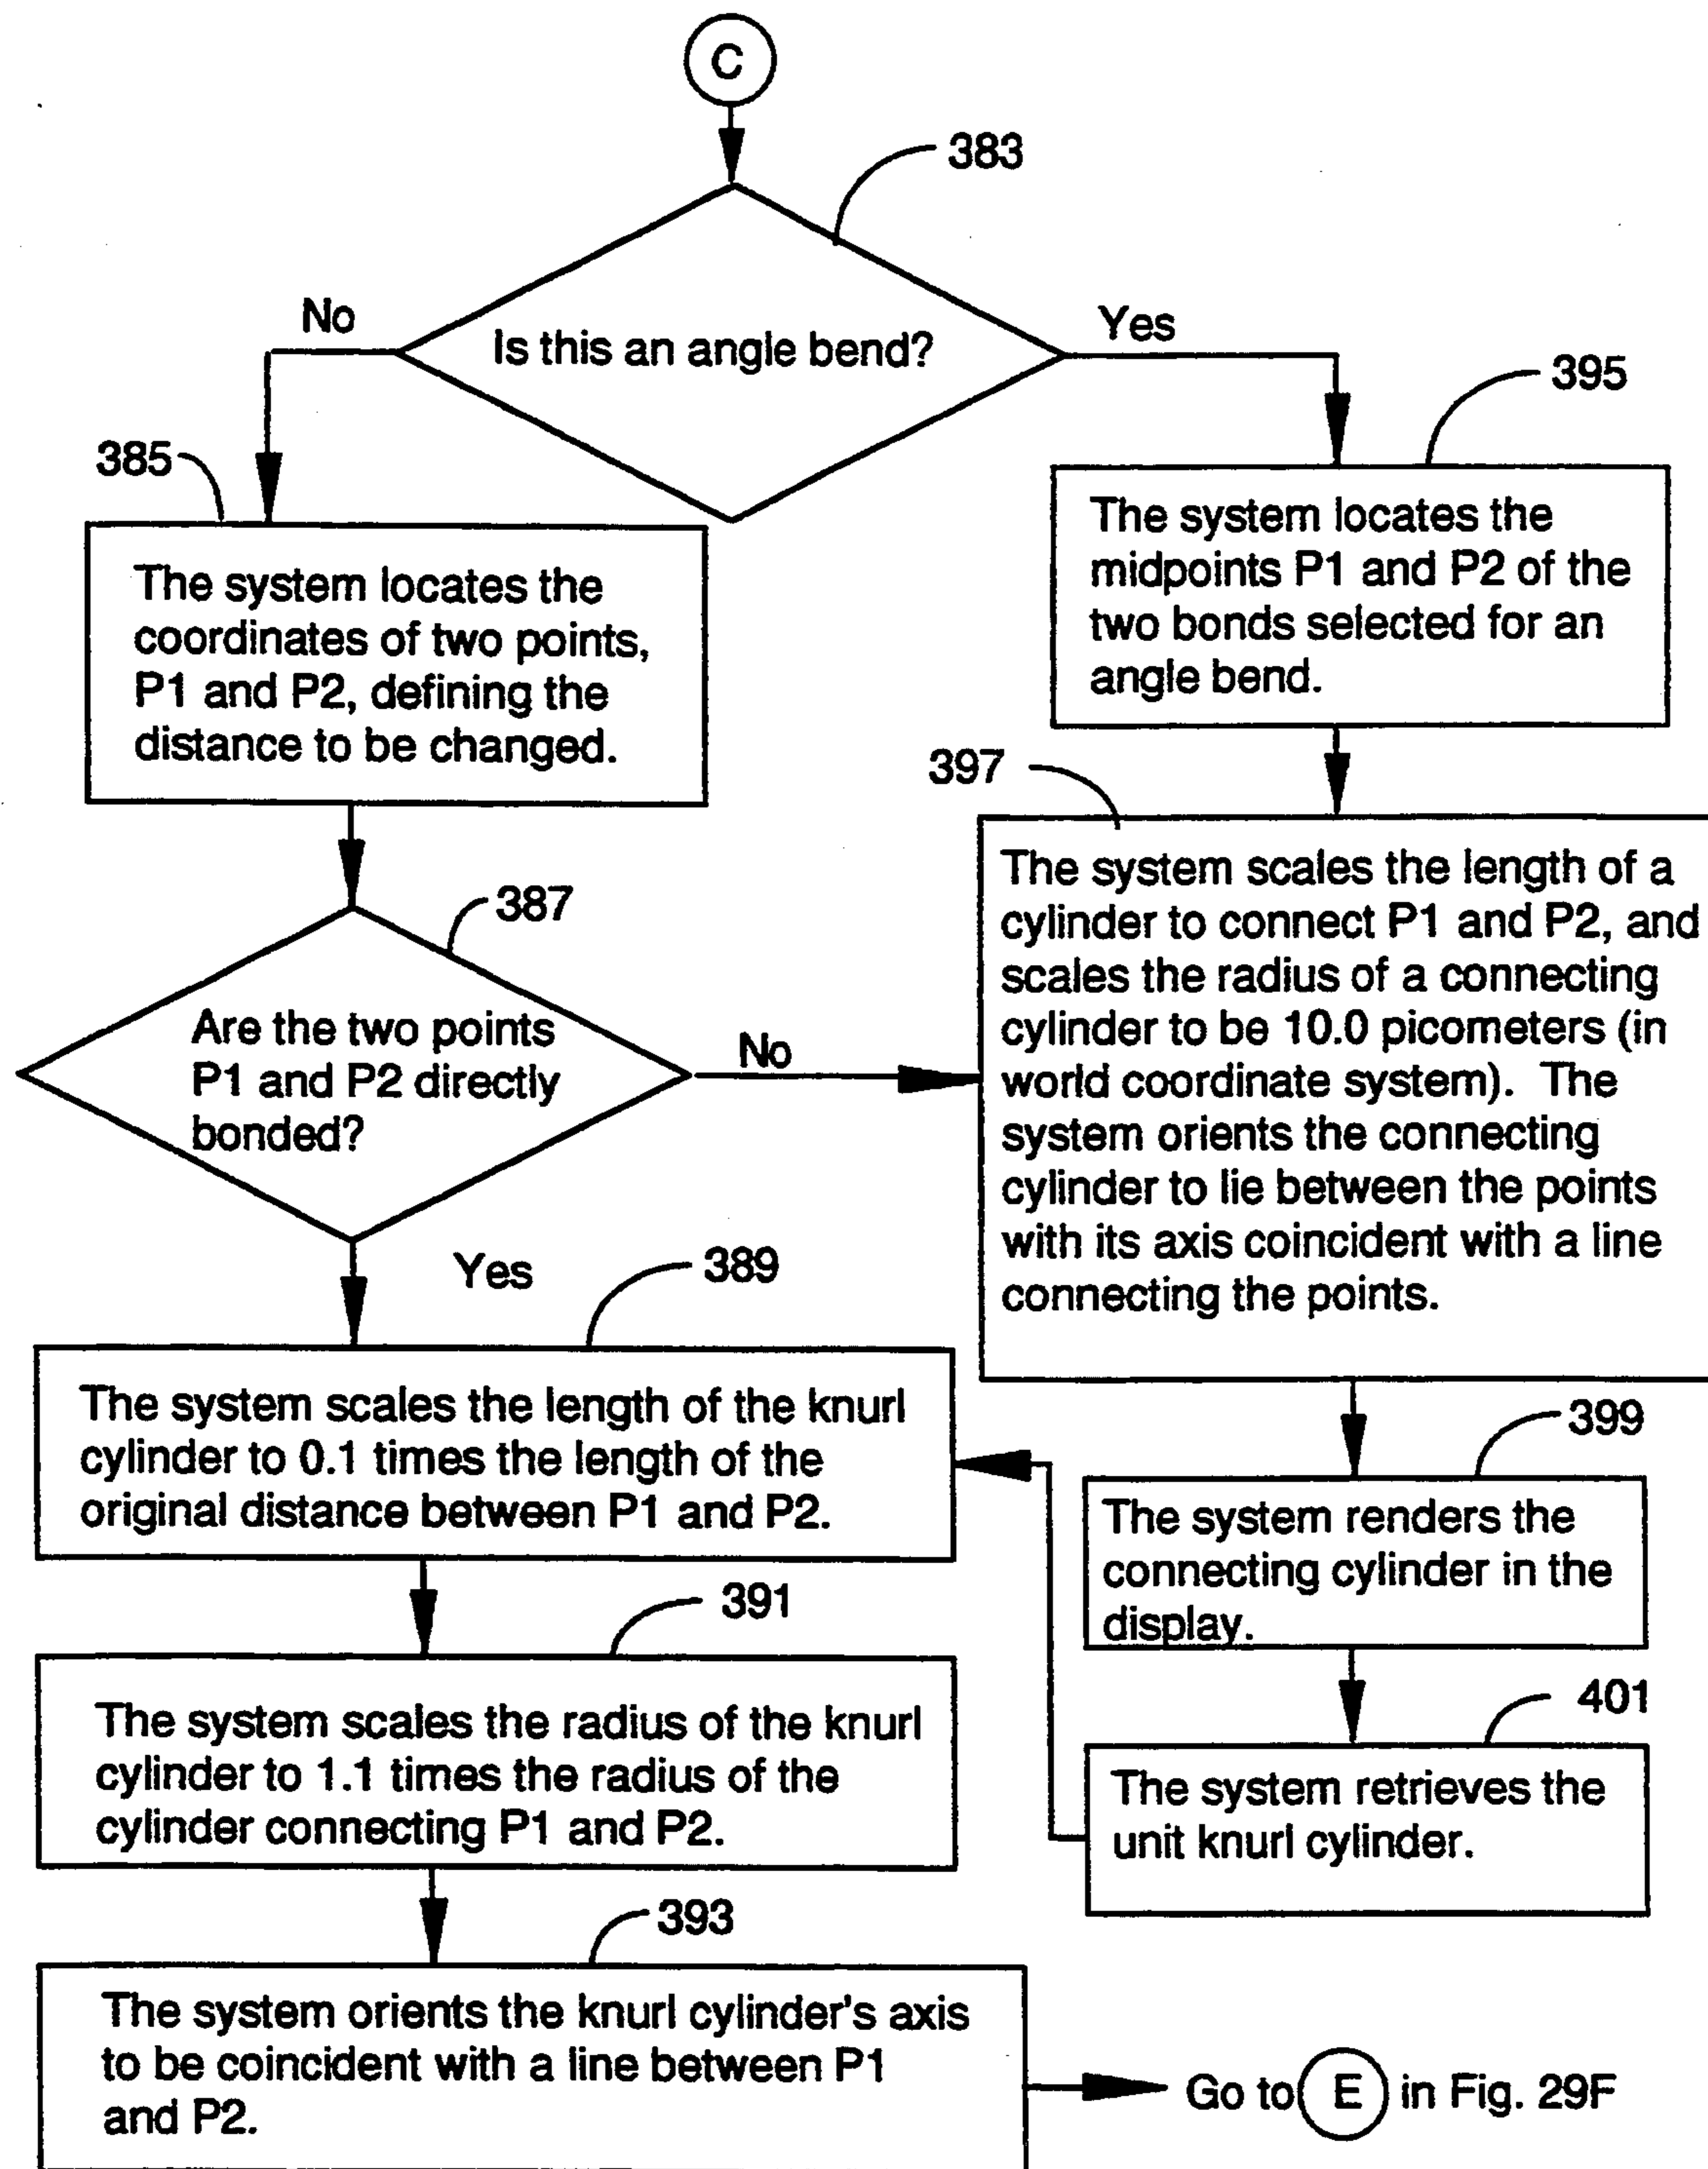 C
383
No
Is this an angle bend?
Yes
395
385
The system locates the
midpoints P1 and P2 of the
two bonds selected for an
angle bend.
The system locates the
coordinates of two points,
P1 and P2, defining the
distance to be changed.
397
The system scales the length of a
cylinder to connect P1 and P2, and
scales the radius of a connecting
cylinder to be 10.0 picometers (in
world coordinate system).  The
system orients the connecting
cylinder to lie between the points
with its axis coincident with a line
connecting the points.
387
Are the two points
P1 and P2 directly
bonded?
No
Yes
389
The system scales the length of the knurl
cylinder to 0.1 times the length of the
original distance between P1 and P2.
399
The system renders the
connecting cylinder in the
display.
391
The system scales the radius of the knurl
cylinder to 1.1 times the radius of the
cylinder connecting P1 and P2.
401
The system retrieves the
unit knurl cylinder.
393
The system orients the knurl cylinder's axis
to be coincident with a line between P1
and P2.
Go to E in Fig. 29F